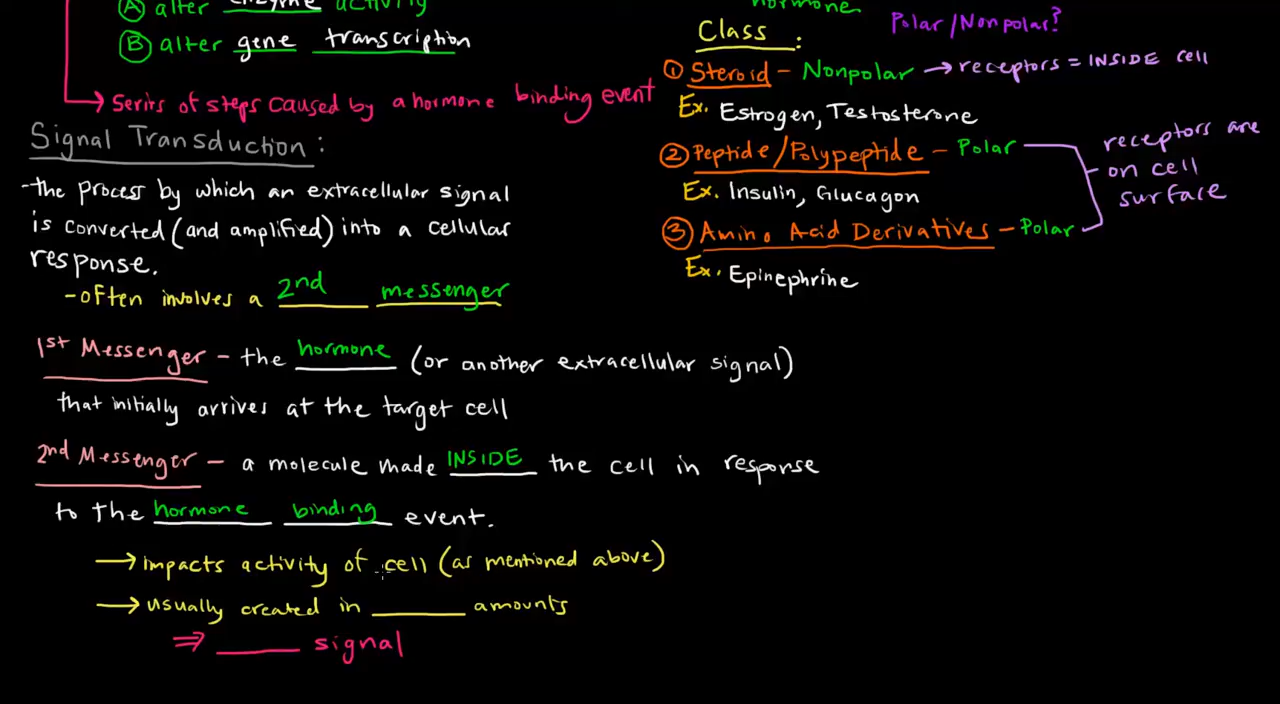 A alter enzyme activity
B alter gene transcription
→ Series of steps caused by a hormone binding event
Signal Transduction:
-the process by which an extracellular signal
is converted (and amplified) into a cellular
response.
-often involves a 2nd messenger
1st Messenger - the hormone (or another extracellular signal)
that initially arrives at the target cell
2nd Messenger - a molecule made INSIDE the cell in response
to the hormone binding event.
→ impacts activity of cell (as mentioned above)
→ usually created in ______ amounts
⇒ _____ signal
hormone
Class :
Polar/Nonpolar?
① Steroid - Nonpolar → receptors = INSIDE cell
Ex. Estrogen, Testosterone
② Peptide/Polypeptide - Polar
Ex. Insulin, Glucagon
③ Amino Acid Derivatives - Polar
Ex. Epinephrine
receptors are
on cell
surface